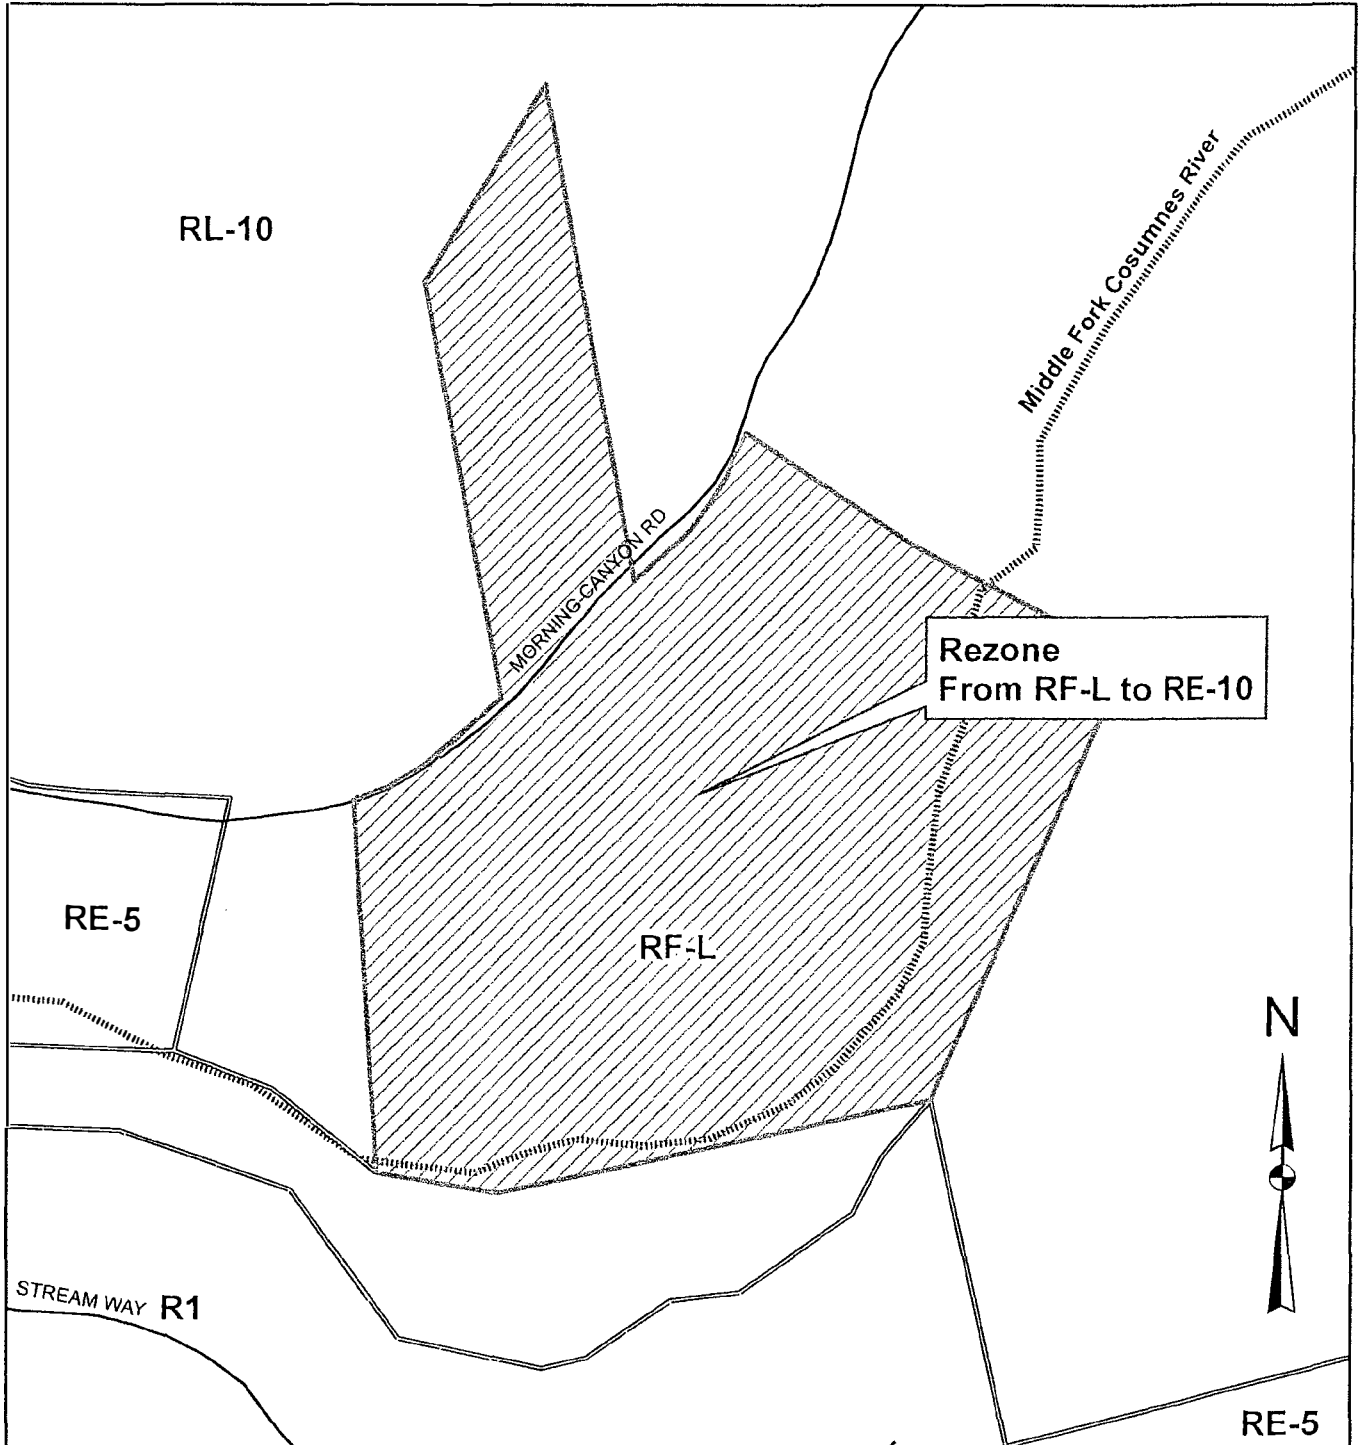 RL-10
Middle Fork Cosumnes River
MORNING-CANYON RD
Rezone
From RF-L to RE-10
RE-5
RF-L
N
STREAM WAY
R1
RE-5